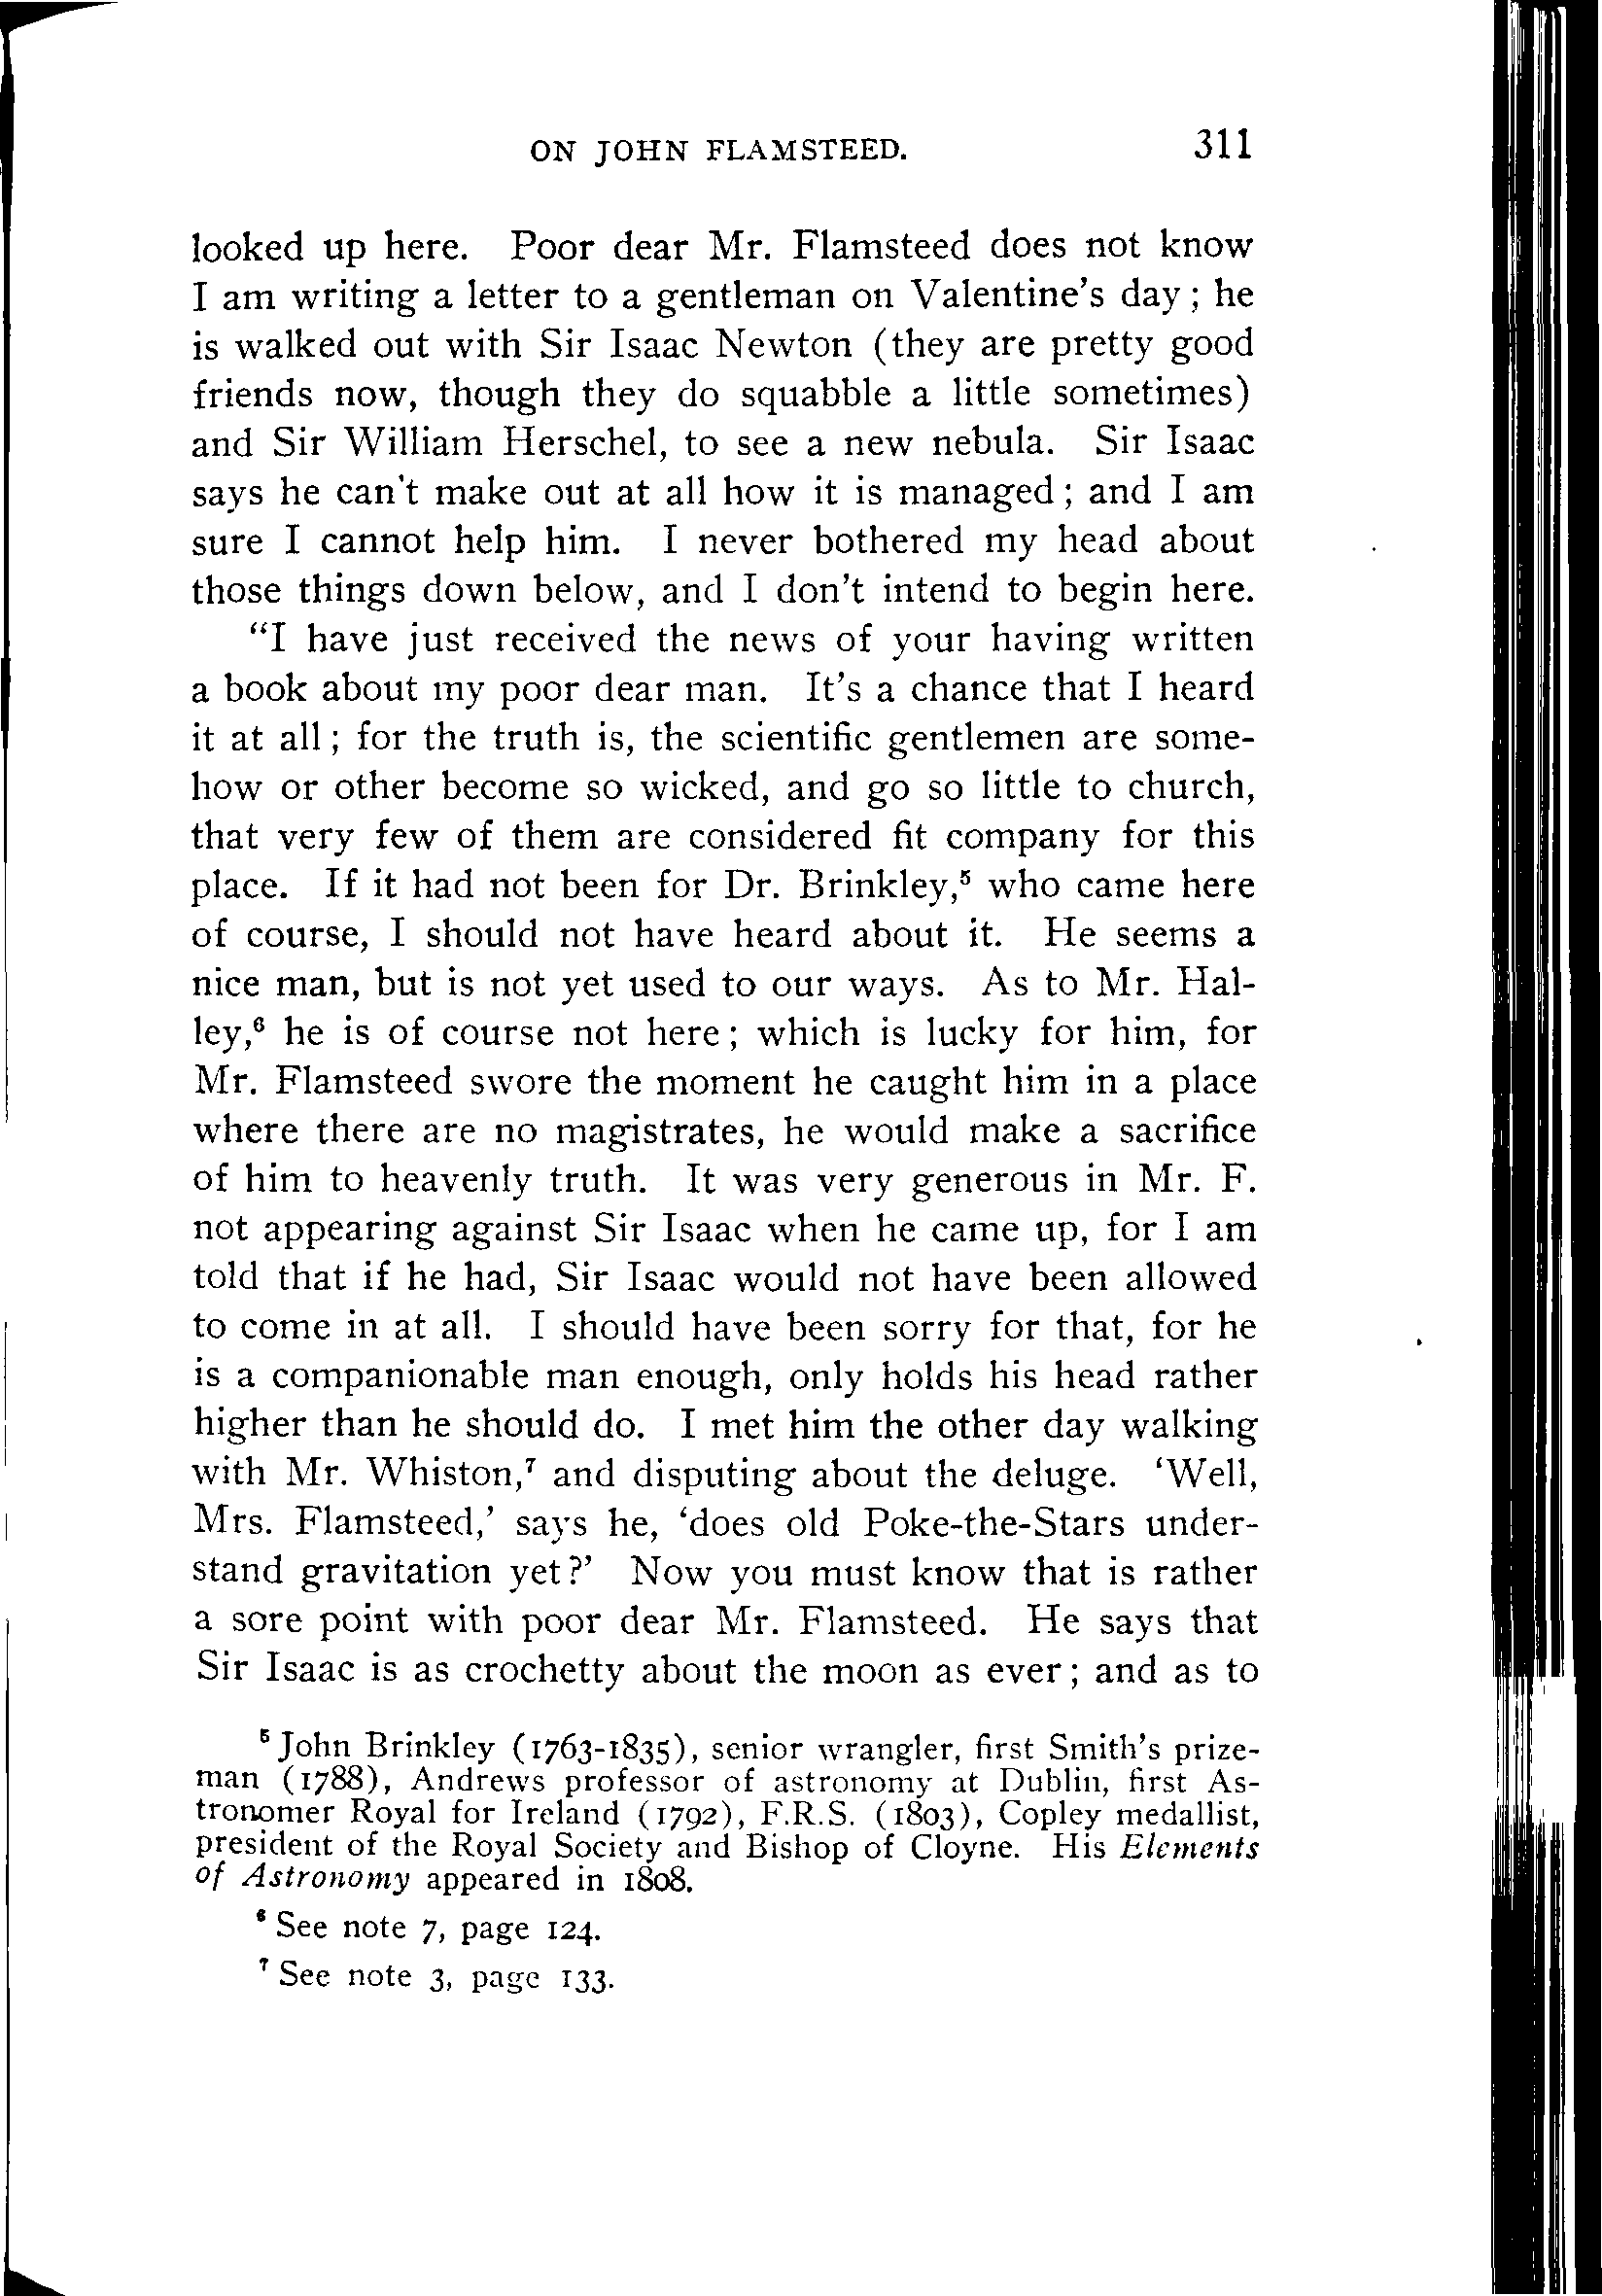 ON JOHN FLAMSTEED. 311
looked up here. Poor dear Mr. Flamsteed does not know
I am writing a letter to a gentleman on Valentine's day; he
is walked out with Sir Isaac Newton (they are pretty good
friends now, though they do squabble a little sometimes)
and Sir William Herschel, to see a new nebula. Sir Isaac
says he can't make out at all how it is managed; and I am
sure I cannot help him. I never bothered my head about
those things down below, and I don't intend to begin here.
"I have just received the news of your having written
a book about my poor dear man. It's a chance that I heard
it at all; for the truth is, the scientific gentlemen are some-
how or other become so wicked, and go so little to church,
that very few of them are considered fit company for this
place. If it had not been for Dr. Brinkley,⁵ who came here
of course, I should not have heard about it. He seems a
nice man, but is not yet used to our ways. As to Mr. Hal-
ley,⁶ he is of course not here; which is lucky for him, for
Mr. Flamsteed swore the moment he caught him in a place
where there are no magistrates, he would make a sacrifice
of him to heavenly truth. It was very generous in Mr. F.
not appearing against Sir Isaac when he came up, for I am
told that if he had, Sir Isaac would not have been allowed
to come in at all. I should have been sorry for that, for he
is a companionable man enough, only holds his head rather
higher than he should do. I met him the other day walking
with Mr. Whiston,⁷ and disputing about the deluge. 'Well,
Mrs. Flamsteed,' says he, 'does old Poke-the-Stars under-
stand gravitation yet?' Now you must know that is rather
a sore point with poor dear Mr. Flamsteed. He says that
Sir Isaac is as crochetty about the moon as ever; and as to
⁵ John Brinkley (1763-1835), senior wrangler, first Smith's prize-
man (1788), Andrews professor of astronomy at Dublin, first As-
tronomer Royal for Ireland (1792), F.R.S. (1803), Copley medallist,
president of the Royal Society and Bishop of Cloyne. His Elements
of Astronomy appeared in 1808.
⁶ See note 7, page 124.
⁷ See note 3, page 133.